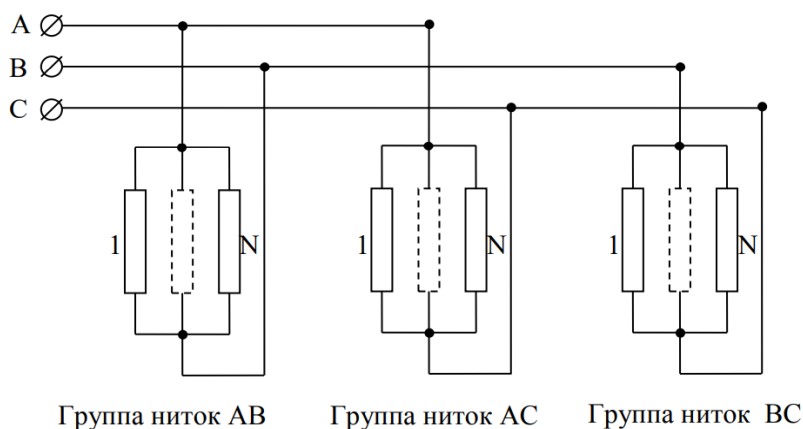 A
B
C
1 N 1 N 1 N
Группа ниток АВ Группа ниток АС Группа ниток ВС